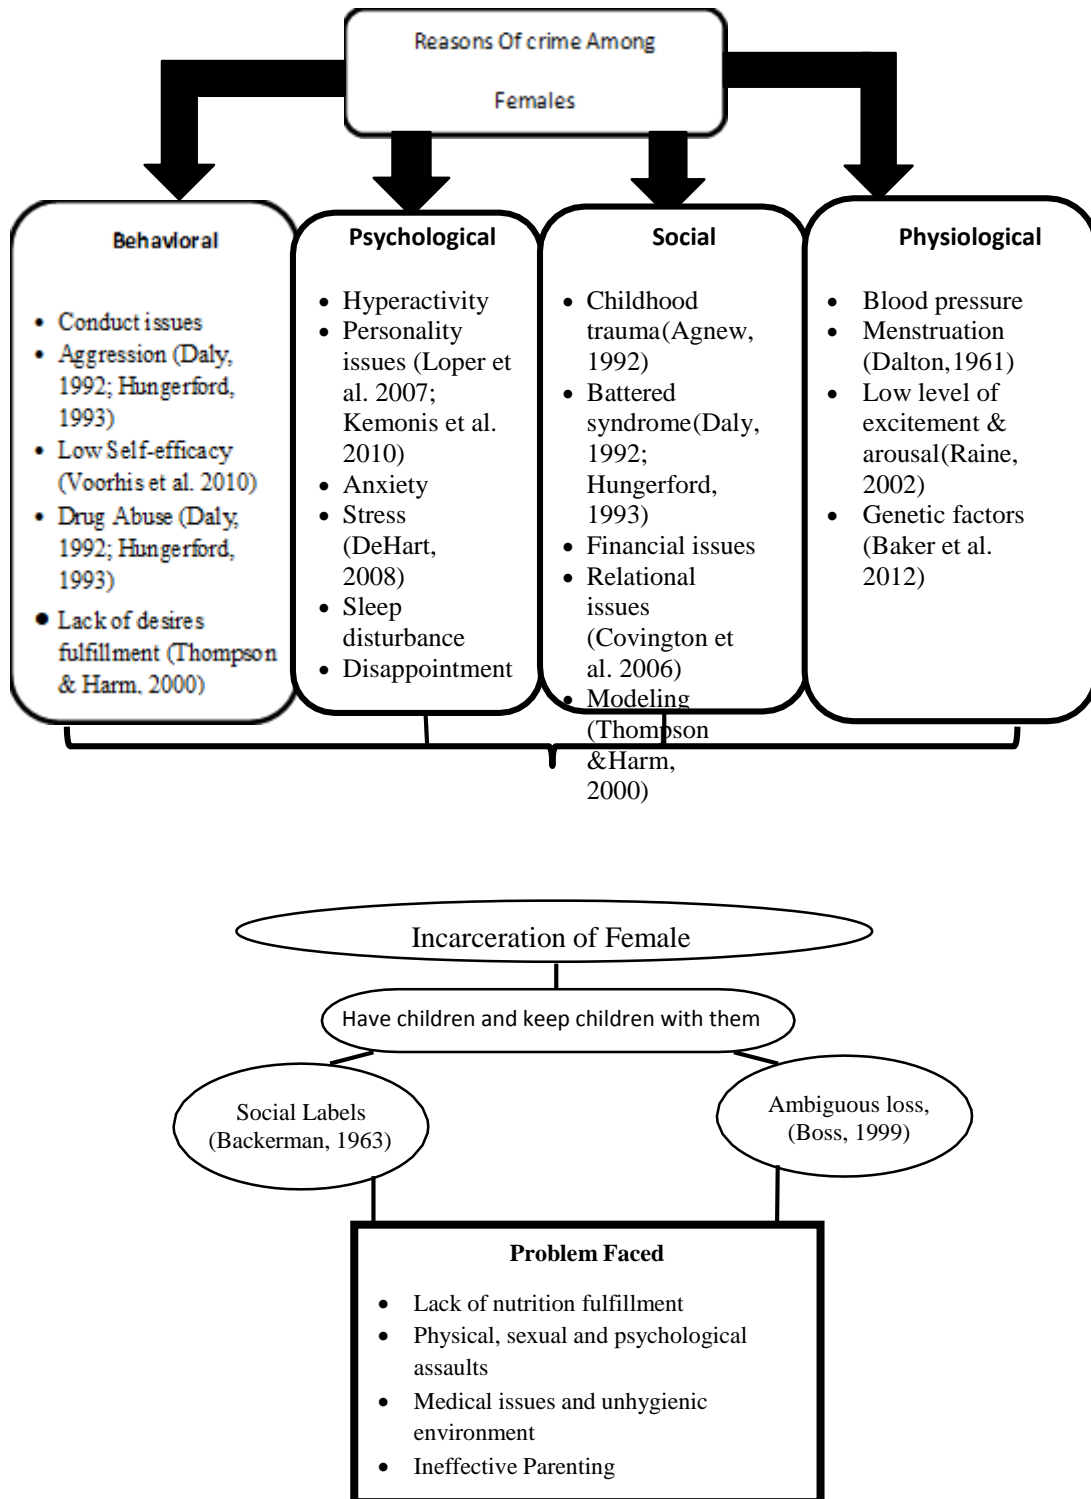 Reasons Of crime Among
Females
Behavioral
• Conduct issues
• Aggression (Daly,
1992; Hungerford,
1993)
• Low Self-efficacy
(Voorhis et al. 2010)
• Drug Abuse (Daly,
1992; Hungerford,
1993)
• Lack of desires
fulfillment (Thompson
& Harm, 2000)
Psychological
• Hyperactivity
• Personality
issues (Loper et
al. 2007;
Kemonis et al.
2010)
• Anxiety
• Stress
(DeHart,
2008)
• Sleep
disturbance
• Disappointment
Social
• Childhood
trauma(Agnew,
1992)
• Battered
syndrome(Daly,
1992;
Hungerford,
1993)
• Financial issues
• Relational
issues
(Covington et
al. 2006)
• Modeling
(Thompson
&Harm,
2000)
Physiological
• Blood pressure
• Menstruation
(Dalton,1961)
• Low level of
excitement &
arousal(Raine,
2002)
• Genetic factors
(Baker et al.
2012)
Incarceration of Female
Have children and keep children with them
Social Labels
(Backerman, 1963)
Ambiguous loss,
(Boss, 1999)
Problem Faced
• Lack of nutrition fulfillment
• Physical, sexual and psychological
assaults
• Medical issues and unhygienic
environment
• Ineffective Parenting